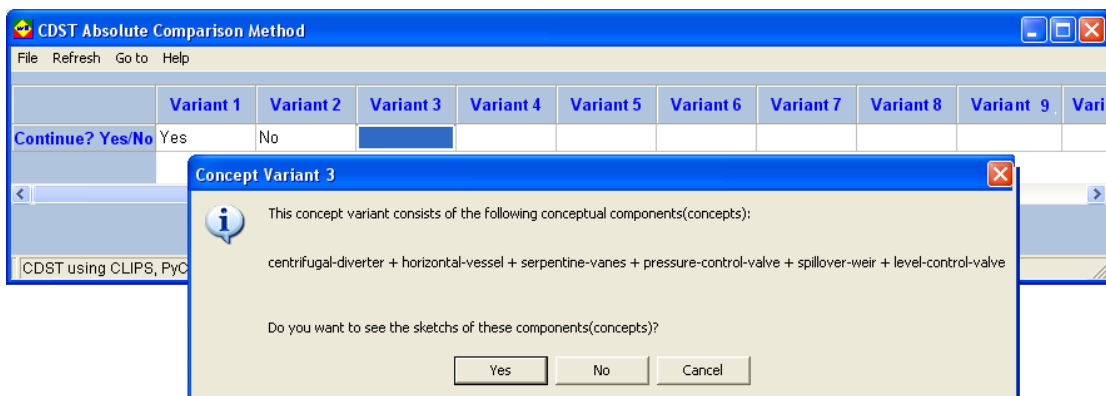 CDST Absolute Comparison Method
File Refresh Go to Help
Variant 1 Variant 2 Variant 3 Variant 4 Variant 5 Variant 6 Variant 7 Variant 8 Variant 9 Vari
Continue? Yes/No Yes No
Concept Variant 3
This concept variant consists of the following conceptual components(concepts):
centrifugal-diverter + horizontal-vessel + serpentine-vanes + pressure-control-valve + spillover-weir + level-control-valve
CDST using CLIPS, PyC
Do you want to see the sketchs of these components(concepts)?
Yes No Cancel